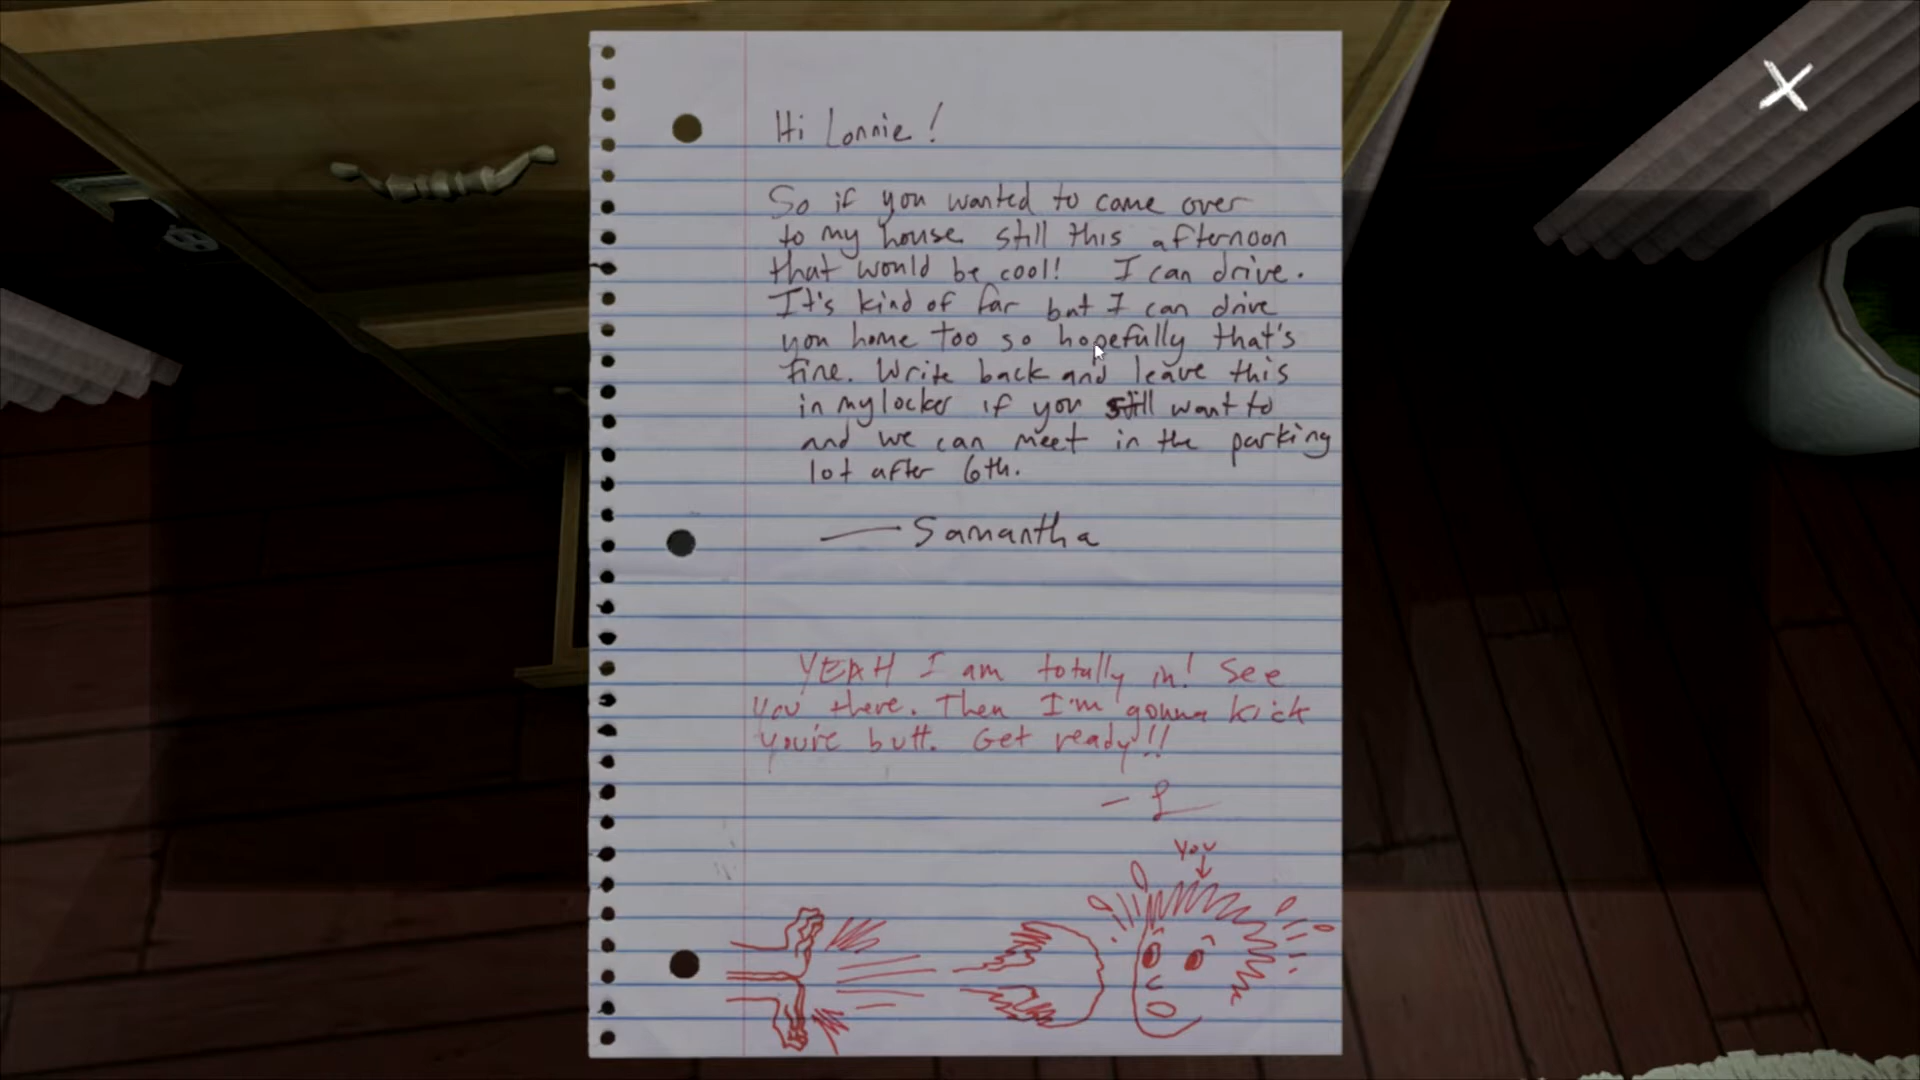 Hi Lonnie!
So if you wanted to come over
to my house still this afternoon
that would be cool! I can drive.
It's kind of far but I can drive
you home too so hopefully that's
fine. Write back and leave this
in my locker if you still want to
and we can meet in the parking
lot after 6th.
— Samantha
YEAH I am totally in! See
you there. Then I'm gonna kick
you're butt. Get ready!!
— L
You